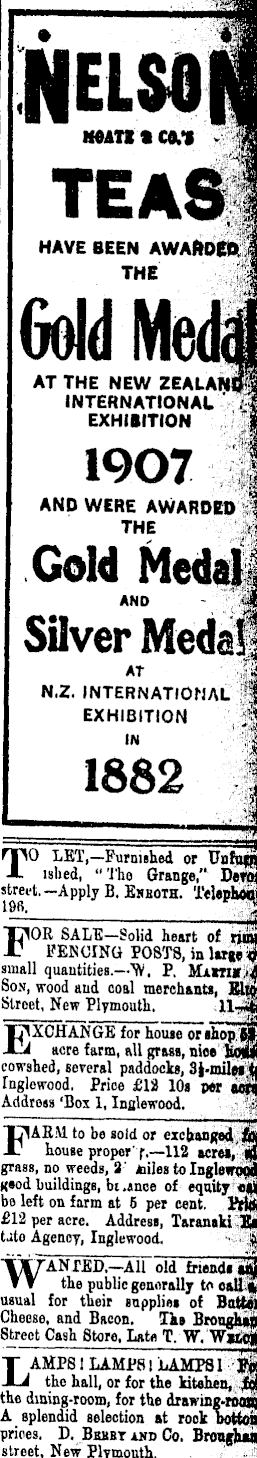 NELSON
MOATE & CO.'S
TEAS
HAVE BEEN AWARDED
THE
Gold Medal
AT THE NEW ZEALAND
INTERNATIONAL
EXHIBITION
1907
AND WERE AWARDED
THE
Gold Medal
AND
Silver Medal
AT
N.Z. INTERNATIONAL
EXHIBITION
IN
1882
TO LET,—Furnished or Unfurn
ished, "The Grange," Devon
street.—Apply B. ENROTH. Telephone
196.
FOR SALE—Solid heart of rimu
FENCING POSTS, in large o
small quantities.—W. P. MARTIN &
SON, wood and coal merchants, Eliot
Street, New Plymouth. 11—
EXCHANGE for house or shop
acre farm, all grass, nice house
cowshed, several paddocks, 3½-miles t
Inglewood. Price £12 10s per acre
Address 'Box 1, Inglewood.
FARM to be sold or exchanged fo
house property.—112 acres,
grass, no weeds, 2 miles to Inglewood
good buildings, balance of equity can
be left on farm at 5 per cent. Price
£12 per acre. Address, Taranaki Es
tate Agency, Inglewood.
WANTED.—All old friends and
the public generally to call a
usual for their supplies of Butter
Cheese, and Bacon. The Brougham
Street Cash Store, Late T. W. WELCH
LAMPS! LAMPS! LAMPS! Fo
the hall, or for the kitchen, fo
the dining-room, for the drawing-room
A splendid selection at rock bottom
prices. D. BERRY AND CO. Brougham
street, New Plymouth.